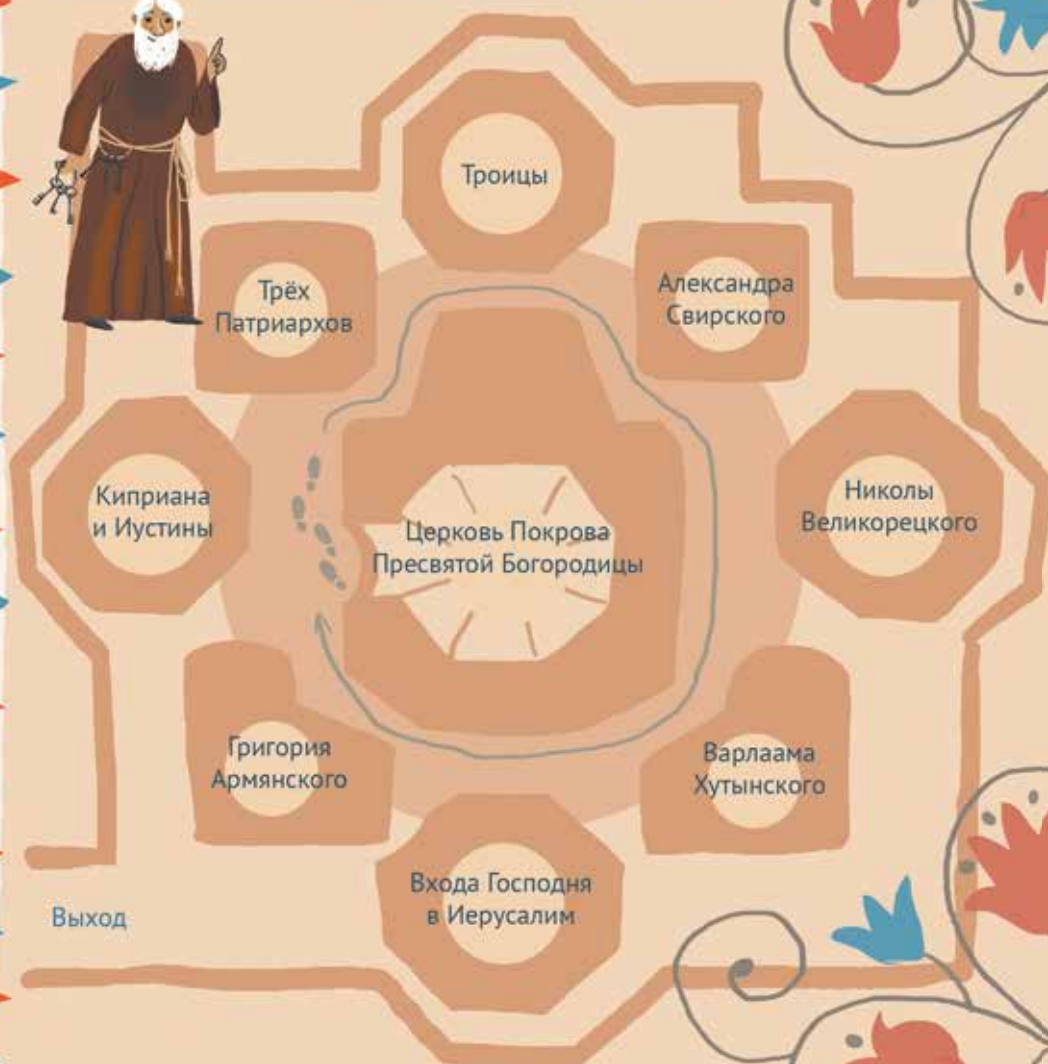 Троицы
Трёх
Патриархов
Александра
Свирского
Киприана
и Иустины
Церковь Покрова
Пресвятой Богородицы
Николы
Великорецкого
Григория
Армянского
Варлаама
Хутынского
Входа Господня
в Иерусалим
Выход